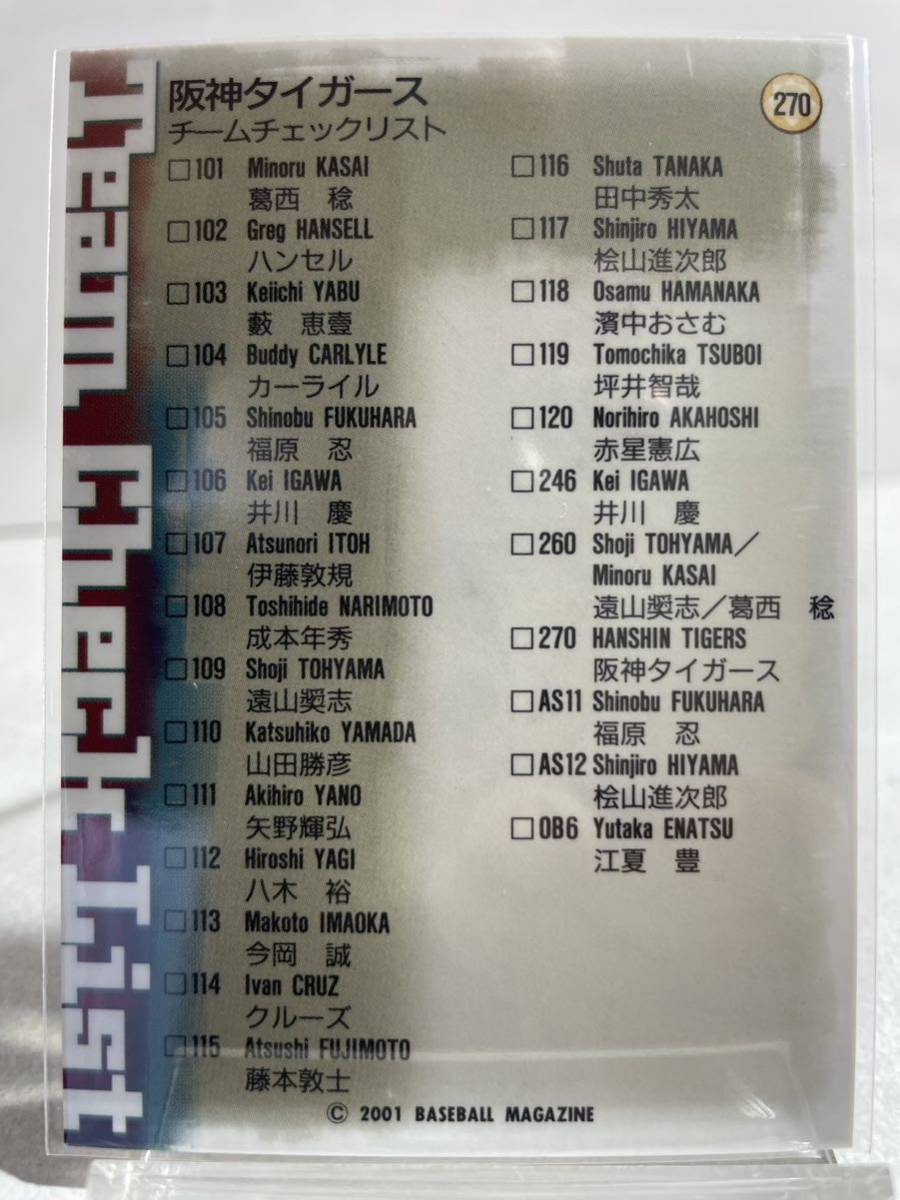 Team Check List
阪神タイガース
チームチェックリスト
270
□101 Minoru KASAI
葛西 稔
□102 Greg HANSELL
ハンセル
□103 Keiichi YABU
藪 恵壹
□104 Buddy CARLYLE
カーライル
□105 Shinobu FUKUHARA
福原 忍
□106 Kei IGAWA
井川 慶
□107 Atsunori ITOH
伊藤敦規
□108 Toshihide NARIMOTO
成本年秀
□109 Shoji TOHYAMA
遠山奬志
□110 Katsuhiko YAMADA
山田勝彦
□111 Akihiro YANO
矢野輝弘
□112 Hiroshi YAGI
八木 裕
□113 Makoto IMAOKA
今岡 誠
□114 Ivan CRUZ
クルーズ
□115 Atsushi FUJIMOTO
藤本敦士
□116 Shuta TANAKA
田中秀太
□117 Shinjiro HIYAMA
桧山進次郎
□118 Osamu HAMANAKA
濱中おさむ
□119 Tomochika TSUBOI
坪井智哉
□120 Norihiro AKAHOSHI
赤星憲広
□246 Kei IGAWA
井川 慶
□260 Shoji TOHYAMA／
Minoru KASAI
遠山奬志／葛西 稔
□270 HANSHIN TIGERS
阪神タイガース
□AS11 Shinobu FUKUHARA
福原 忍
□AS12 Shinjiro HIYAMA
桧山進次郎
□OB6 Yutaka ENATSU
江夏 豊
© 2001 BASEBALL MAGAZINE